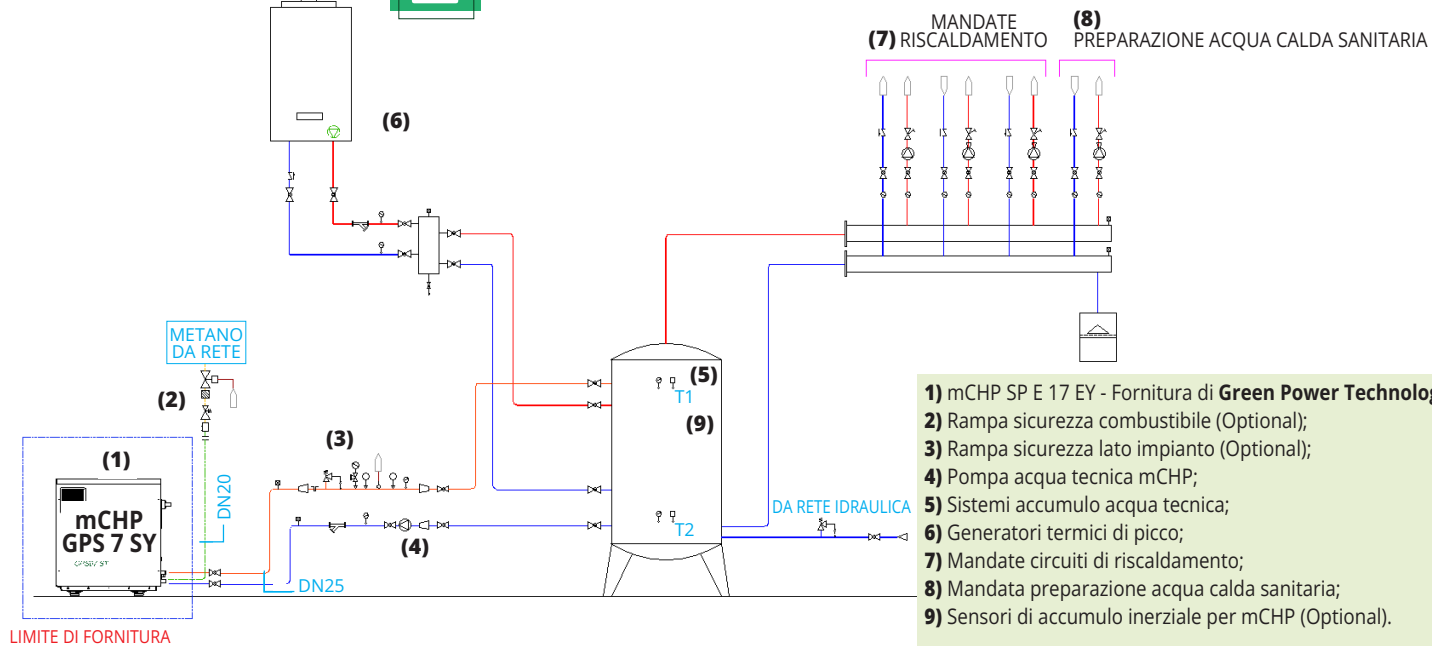 MANDATE
(7) RISCALDAMENTO
(8)
PREPARAZIONE ACQUA CALDA SANITARIA
(6)
METANO
DA RETE
(2)
(5)
T1
(9)
(3)
(1)
mCHP
GPS 7 SY
DN20
DA RETE IDRAULICA
T2
(4)
DN25
LIMITE DI FORNITURA
1) mCHP SP E 17 EY - Fornitura di Green Power Technolog
2) Rampa sicurezza combustibile (Optional);
3) Rampa sicurezza lato impianto (Optional);
4) Pompa acqua tecnica mCHP;
5) Sistemi accumulo acqua tecnica;
6) Generatori termici di picco;
7) Mandate circuiti di riscaldamento;
8) Mandata preparazione acqua calda sanitaria;
9) Sensori di accumulo inerziale per mCHP (Optional).